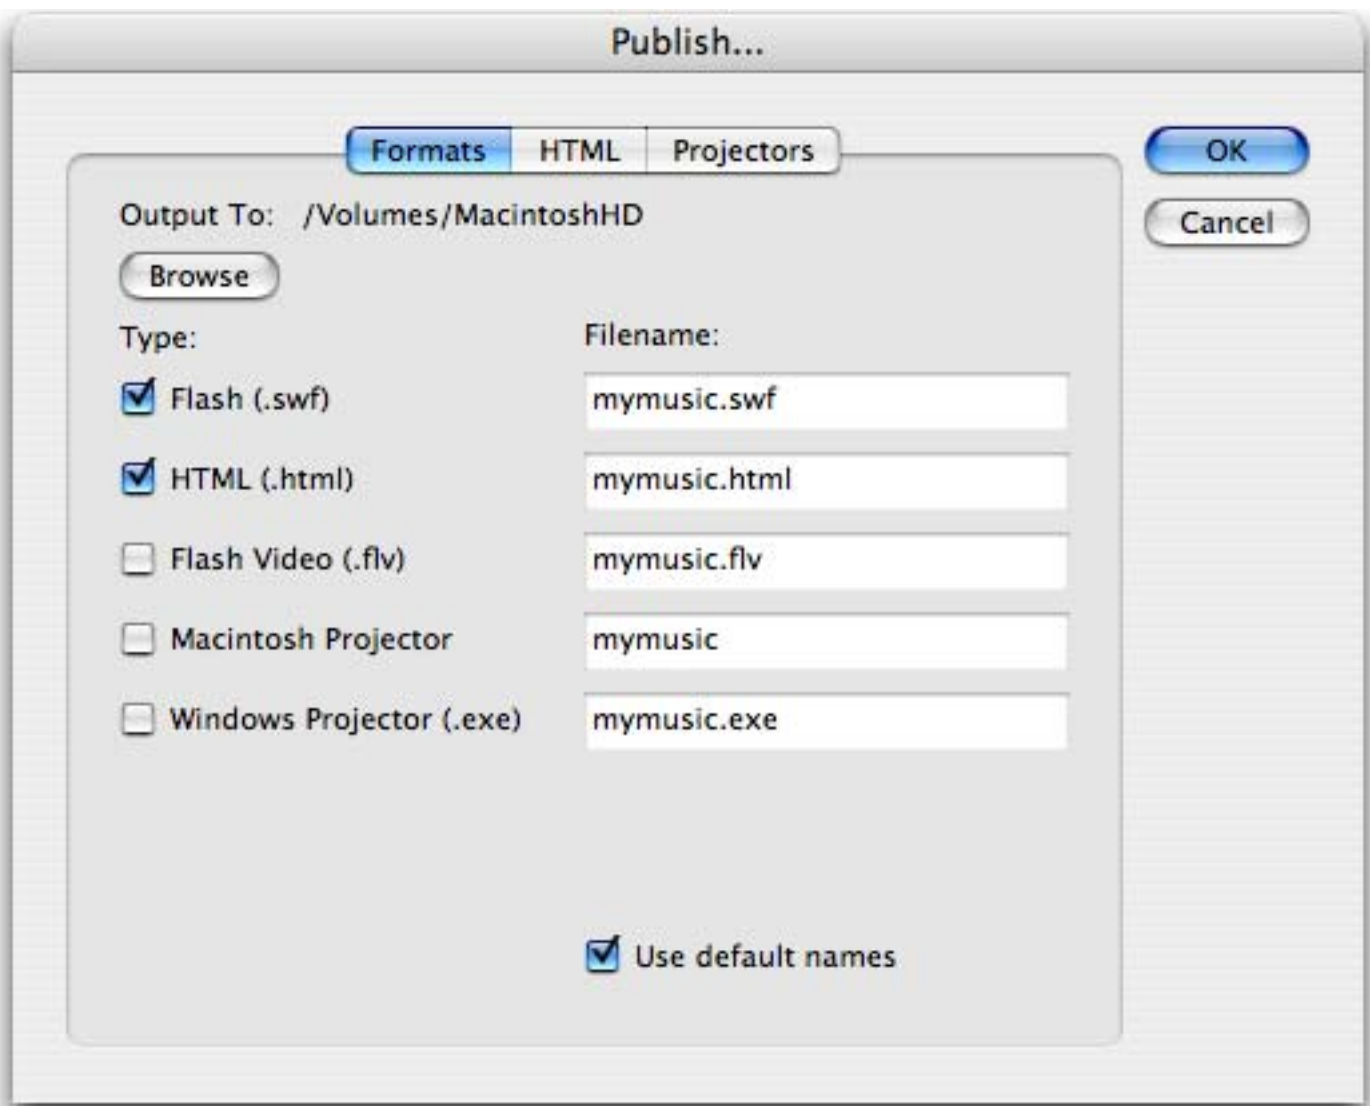 Publish...
Formats HTML Projectors
OK
Output To: /Volumes/MacintoshHD
Cancel
Browse
Type: Filename:
Flash (.swf) mymusic.swf
HTML (.html) mymusic.html
Flash Video (.flv) mymusic.flv
Macintosh Projector mymusic
Windows Projector (.exe) mymusic.exe
Use default names